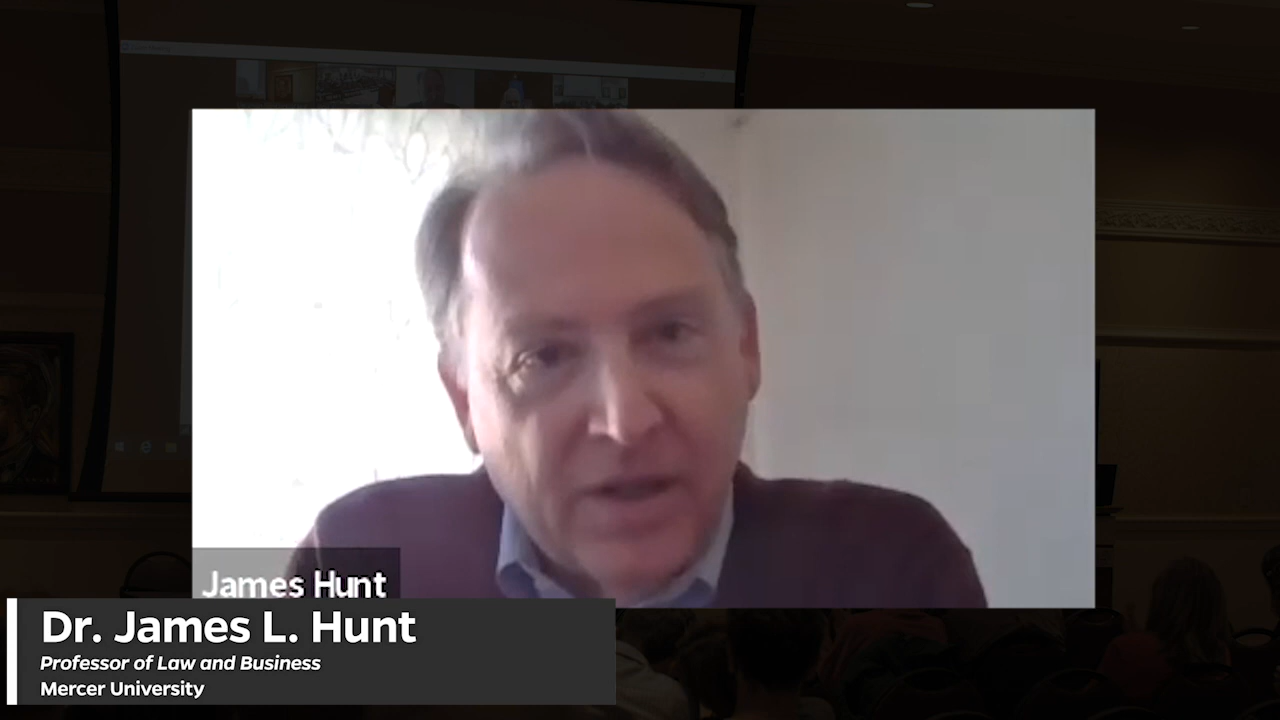 James Hunt
Dr. James L. Hunt
Professor of Law and Business
Mercer University